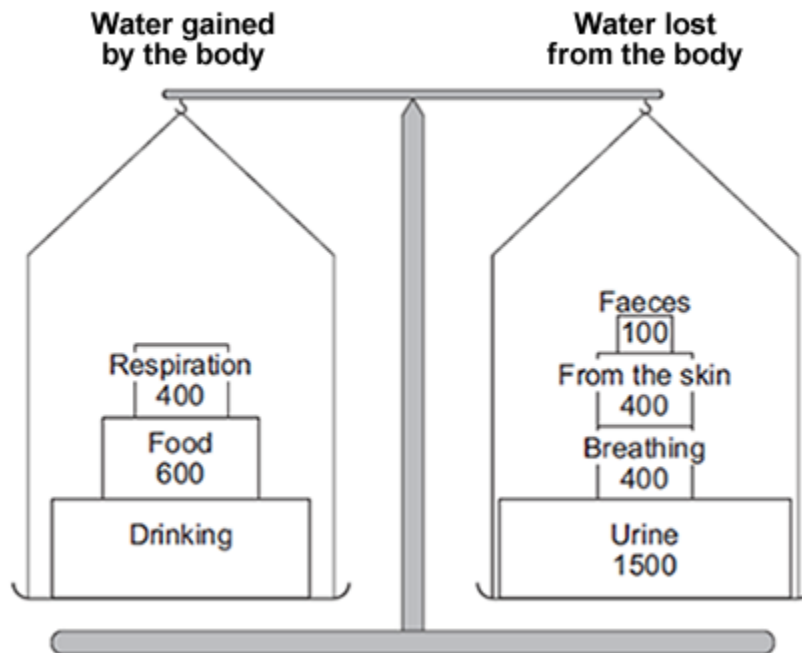 Water gained
by the body
Water lost
from the body
Respiration
400
Food
600
Drinking
Faeces
100
From the skin
400
Breathing
400
Urine
1500